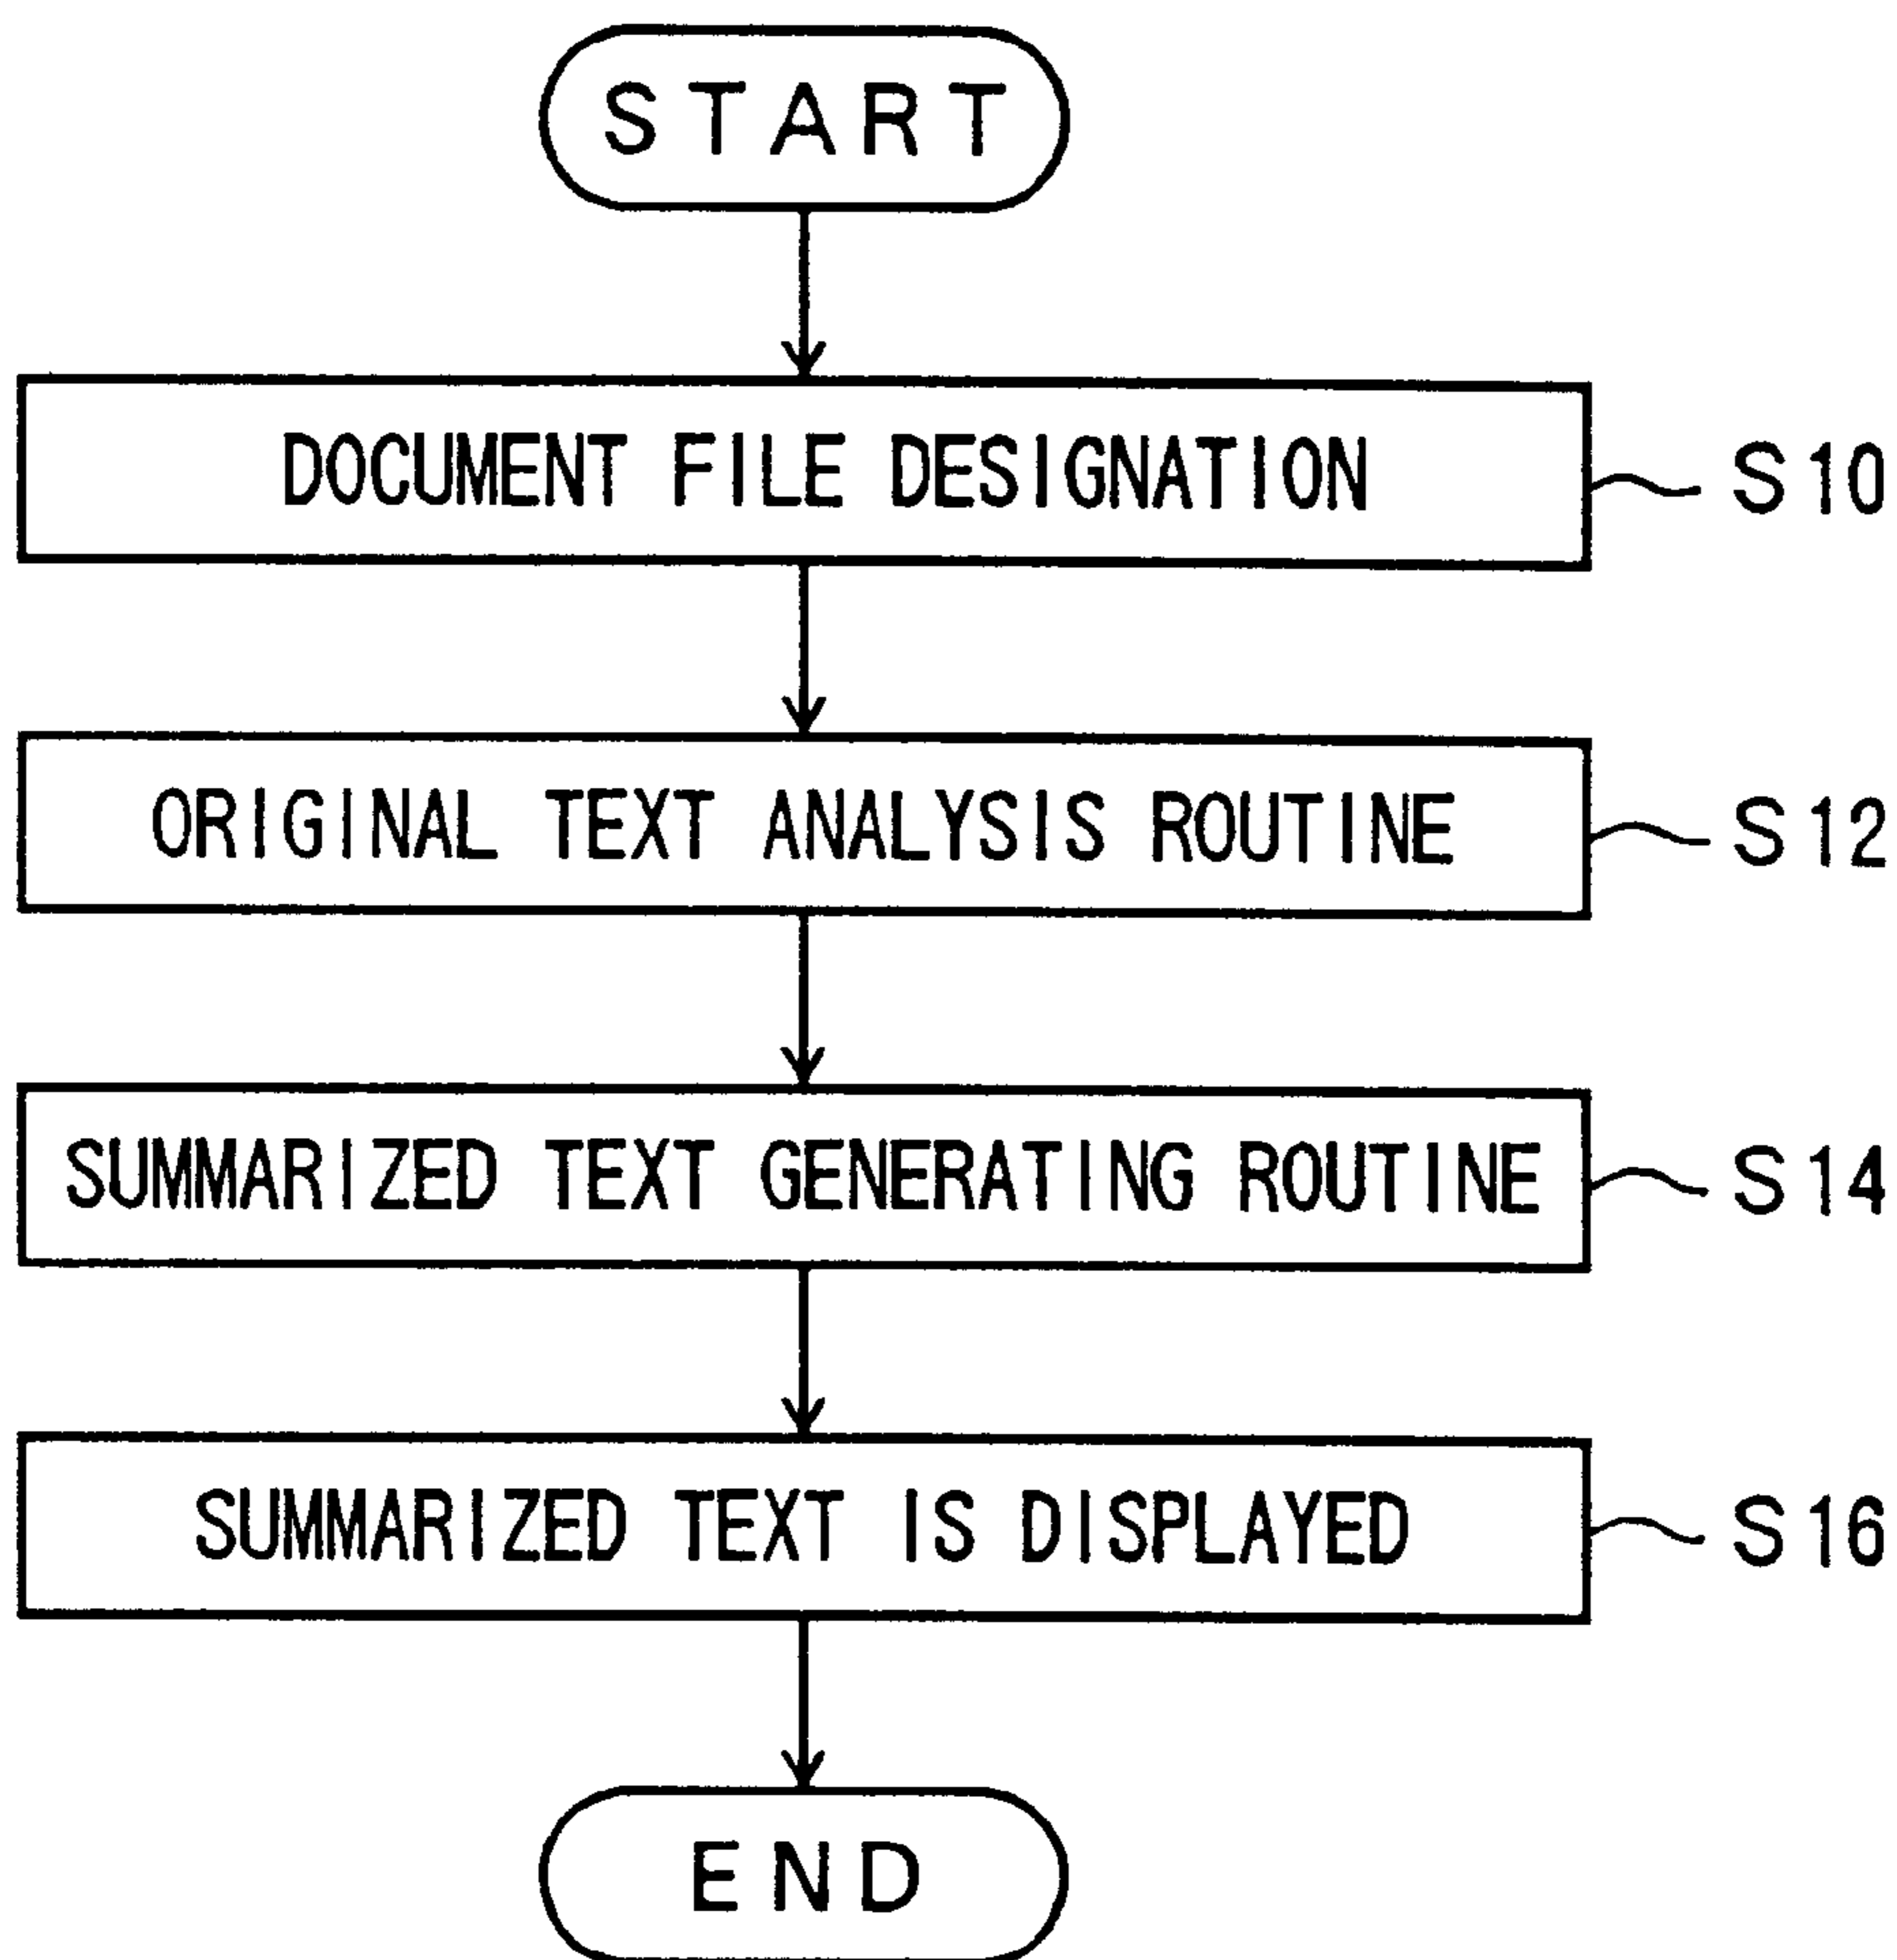 START
DOCUMENT FILE DESIGNATION
S10
ORIGINAL TEXT ANALYSIS ROUTINE
S12
SUMMARIZED TEXT GENERATING ROUTINE
S14
SUMMARIZED TEXT IS DISPLAYED
S16
END